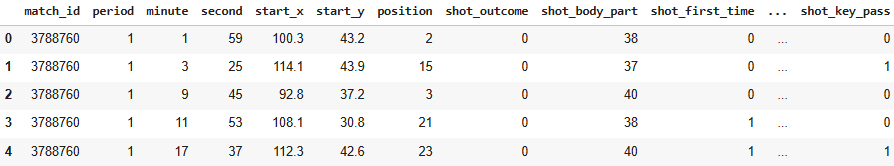 match_id period minute second start_x start_y position shot_outcome shot_body_part shot_first_time ... shot_key_pass
0 3788760 1 1 59 100.3 43.2 2 0 38 0 ... 0
1 3788760 1 3 25 114.1 43.9 15 0 37 0 ... 1
2 3788760 1 9 45 92.8 37.2 3 0 40 0 ... 0
3 3788760 1 11 53 108.1 30.8 21 0 38 1 ... 0
4 3788760 1 17 37 112.3 42.6 23 0 40 1 ... 1